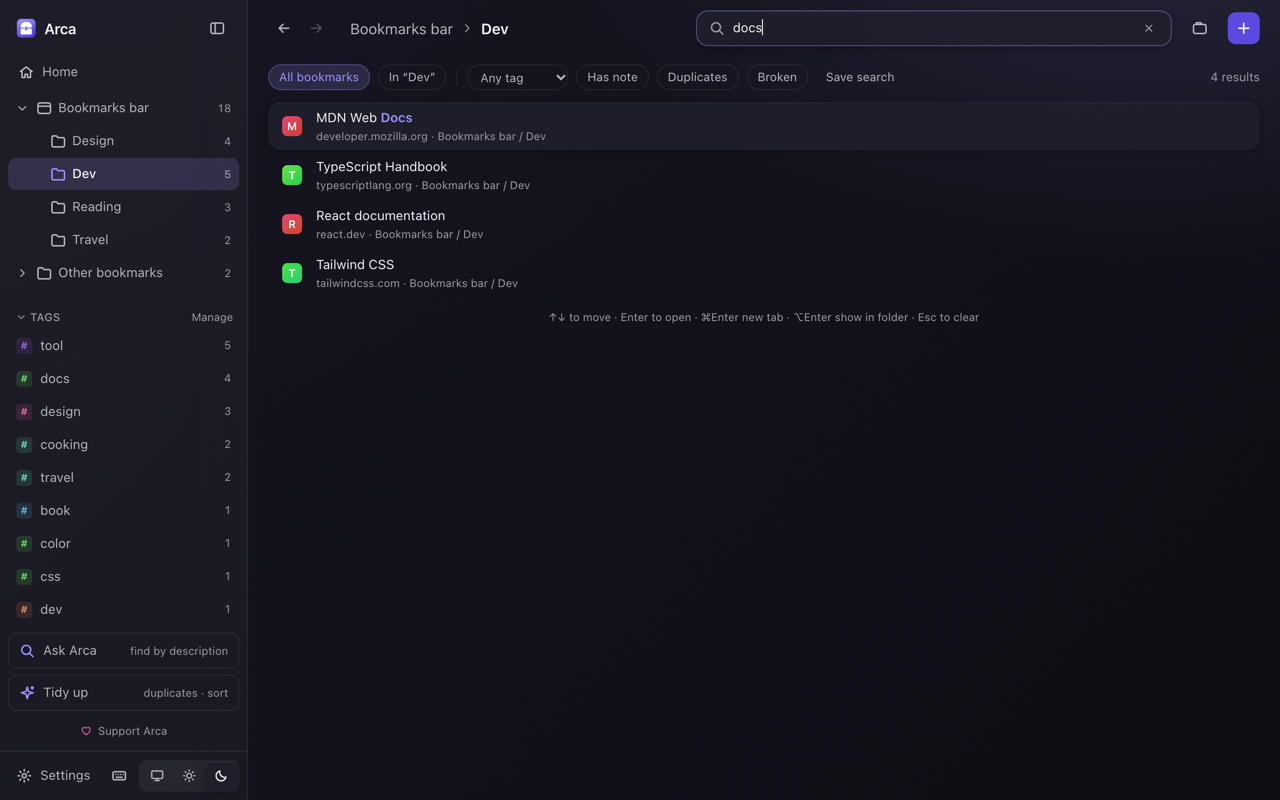 Arca
Home
Bookmarks bar 18
Design 4
Dev 5
Reading 3
Travel 2
Other bookmarks 2
TAGS Manage
# tool 5
# docs 4
# design 3
# cooking 2
# travel 2
# book 1
# color 1
# css 1
# dev 1
Ask Arca find by description
Tidy up duplicates · sort
Support Arca
Settings
Bookmarks bar › Dev
docs
All bookmarks In “Dev” Any tag Has note Duplicates Broken Save search 4 results
M MDN Web Docs
developer.mozilla.org · Bookmarks bar / Dev
T TypeScript Handbook
typescriptlang.org · Bookmarks bar / Dev
R React documentation
react.dev · Bookmarks bar / Dev
T Tailwind CSS
tailwindcss.com · Bookmarks bar / Dev
↑↓ to move · Enter to open · ⌘Enter new tab · ⌥Enter show in folder · Esc to clear